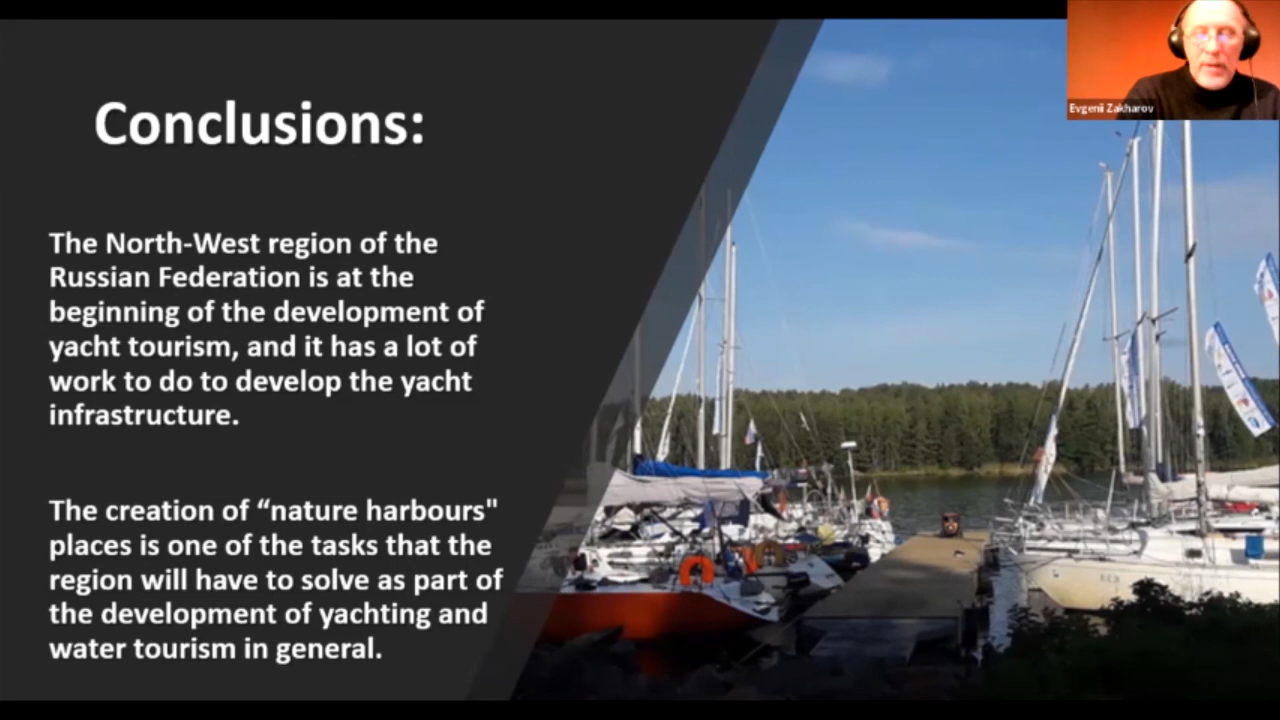 Conclusions:
The North-West region of the
Russian Federation is at the
beginning of the development of
yacht tourism, and it has a lot of
work to do to develop the yacht
infrastructure.
The creation of “nature harbours"
places is one of the tasks that the
region will have to solve as part of
the development of yachting and
water tourism in general.
Evgenii Zakharov